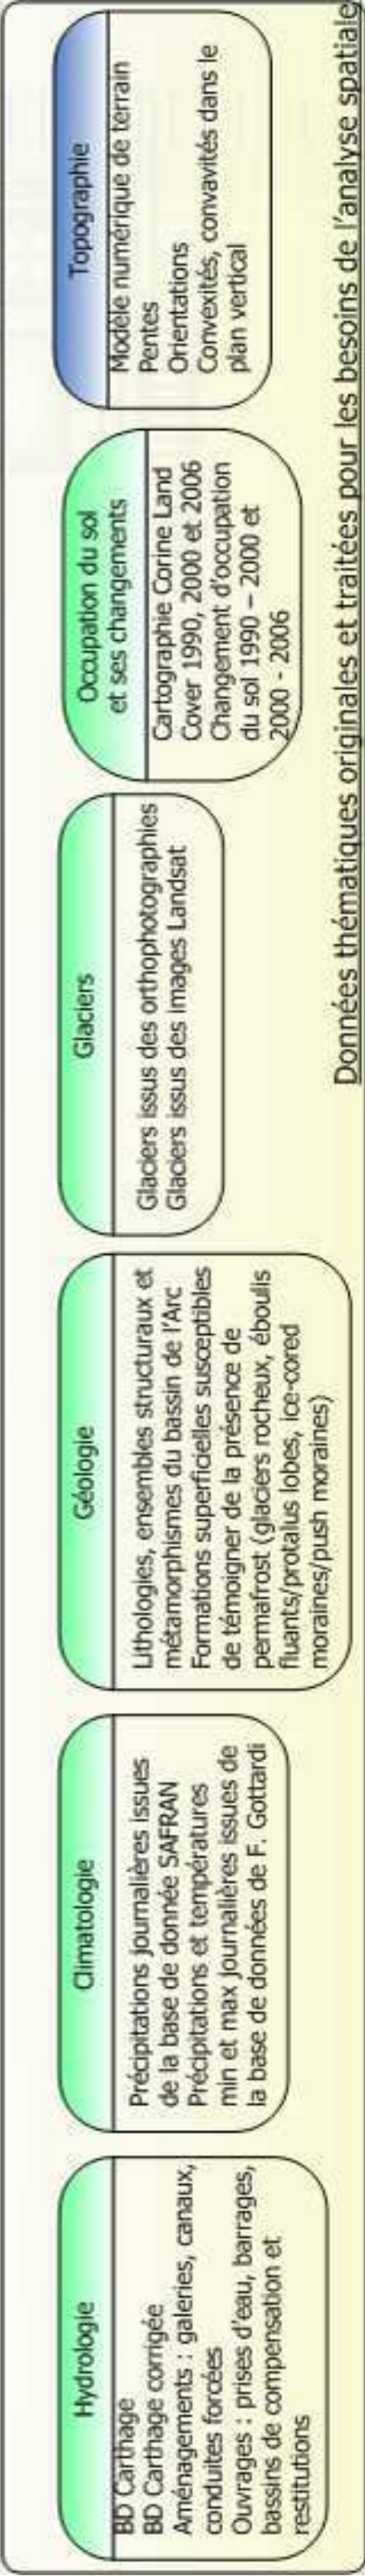 Hydrologie
BD Carthage
BD Carthage corrigée
Aménagements : galeries, canaux,
conduites forcées
Ouvrages : prises d'eau, barrages,
bassins de compensation et
restitutions
Climatologie
Précipitations journalières issues
de la base de donnée SAFRAN
Précipitations et températures
min et max journalières issues de
la base de données de F. Gottardi
Géologie
Lithologies, ensembles structuraux et
métamorphismes du bassin de l'Arc
Formations superficielles susceptibles
de témoigner de la présence de
pemafrost (glaciers rocheux, éboulis
fluants/protalus lobes, ice-cored
moraines/push moraines)
Glaciers
Glaciers issus des orthophotographies
Glaciers issus des images Landsat
Occupation du sol
et ses changements
Cartographie Corine Land
Cover 1990, 2000 et 2006
Changement d'occupation
du sol 1990 – 2000 et
2000 - 2006
Topographie
Modèle numérique de terrain
Pentes
Orientations
Convexités, convavités dans le
plan vertical
Données thématiques originales et traitées pour les besoins de l'analyse spatiale